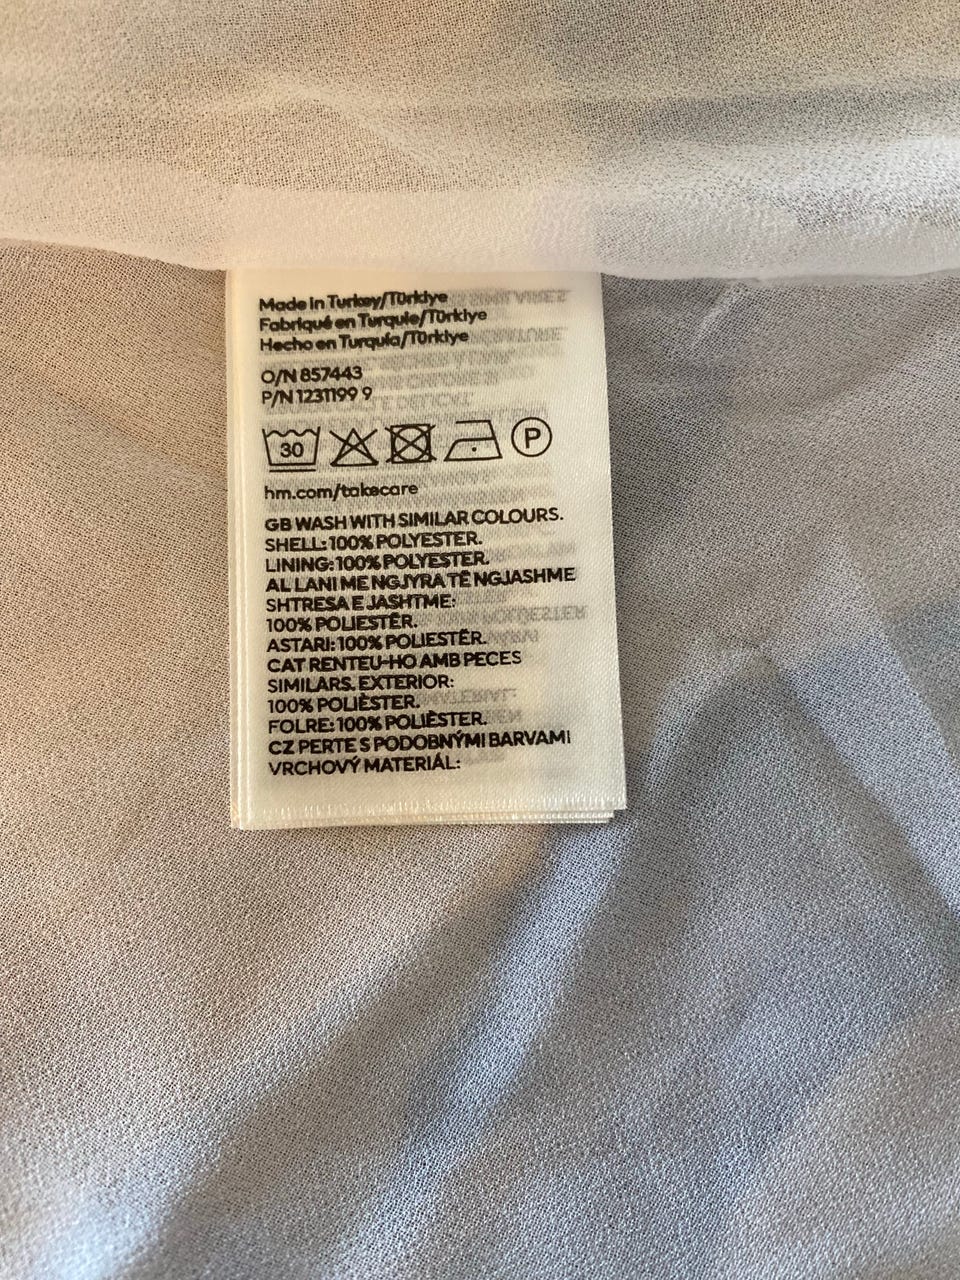 Made in Turkey/Türkiye
Fabriqué en Turquie/Türkiye
Hecho en Turquía/Türkiye
O/N 857443
P/N 1231199 9
30 P
hm.com/takecare
GB WASH WITH SIMILAR COLOURS.
SHELL: 100% POLYESTER.
LINING: 100% POLYESTER.
AL LANI ME NGJYRA TË NGJASHME
SHTRESA E JASHTME:
100% POLIESTËR.
ASTARI: 100% POLIESTËR.
CAT RENTEU-HO AMB PECES
SIMILARS. EXTERIOR:
100% POLIÈSTER.
FOLRE: 100% POLIÈSTER.
CZ PERTE S PODOBNÝMI BARVAMI
VRCHOVÝ MATERIÁL: